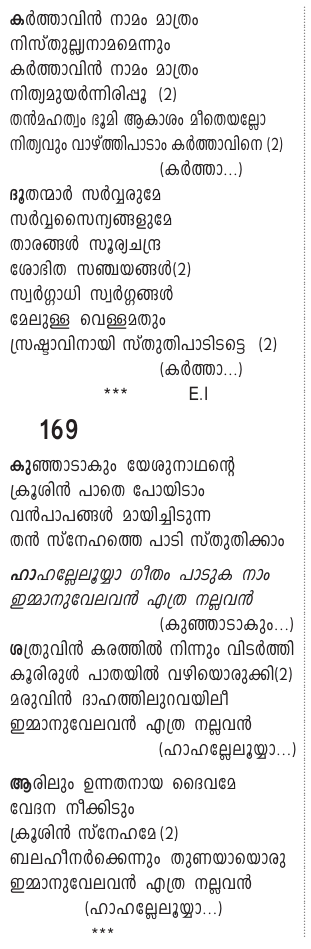 കർത്താവിൻ നാമം മാത്രം
നിസ്തുല്ല്യനാമമെന്നും
കർത്താവിൻ നാമം മാത്രം
നിത്യമുയർന്നിരിപ്പൂ (2)
തൻമഹത്വം ഭൂമി ആകാശം മീതെയല്ലോ
നിത്യവും വാഴ്ത്തിപാടാം കർത്താവിനെ (2)
(കർത്താ...)
ദൂതന്മാർ സർവ്വരുമേ
സർവ്വസൈന്യങ്ങളുമേ
താരങ്ങൾ സൂര്യചന്ദ്ര
ശോഭിത സഞ്ചയങ്ങൾ(2)
സ്വർഗ്ഗാധി സ്വർഗ്ഗങ്ങൾ
മേലുള്ള വെള്ളമതും
സ്രഷ്ടാവിനായി സ്തുതിപാടിടട്ടെ (2)
(കർത്താ...)
*** E.I
169
കുഞ്ഞാടാകും യേശുനാഥന്റെ
ക്രൂശിൻ പാതെ പോയിടാം
വൻപാപങ്ങൾ മായിച്ചിടുന്ന
തൻ സ്നേഹത്തെ പാടി സ്തുതിക്കാം
ഹാഹല്ലേലൂയ്യാ ഗീതം പാടുക നാം
ഇമ്മാനുവേലവൻ എത്ര നല്ലവൻ
(കുഞ്ഞാടാകും...)
ശത്രുവിൻ കരത്തിൽ നിന്നും വിടർത്തി
കൂരിരുൾ പാതയിൽ വഴിയൊരുക്കി(2)
മരുവിൻ ദാഹത്തിലുറവയിലീ
ഇമ്മാനുവേലവൻ എത്ര നല്ലവൻ
(ഹാഹല്ലേലൂയ്യാ...)
ആരിലും ഉന്നതനായ ദൈവമേ
വേദന നീക്കിടും
ക്രൂശിൻ സ്നേഹമേ (2)
ബലഹീനർക്കെന്നും തുണയായൊരു
ഇമ്മാനുവേലവൻ എത്ര നല്ലവൻ
(ഹാഹല്ലേലൂയ്യാ...)
***